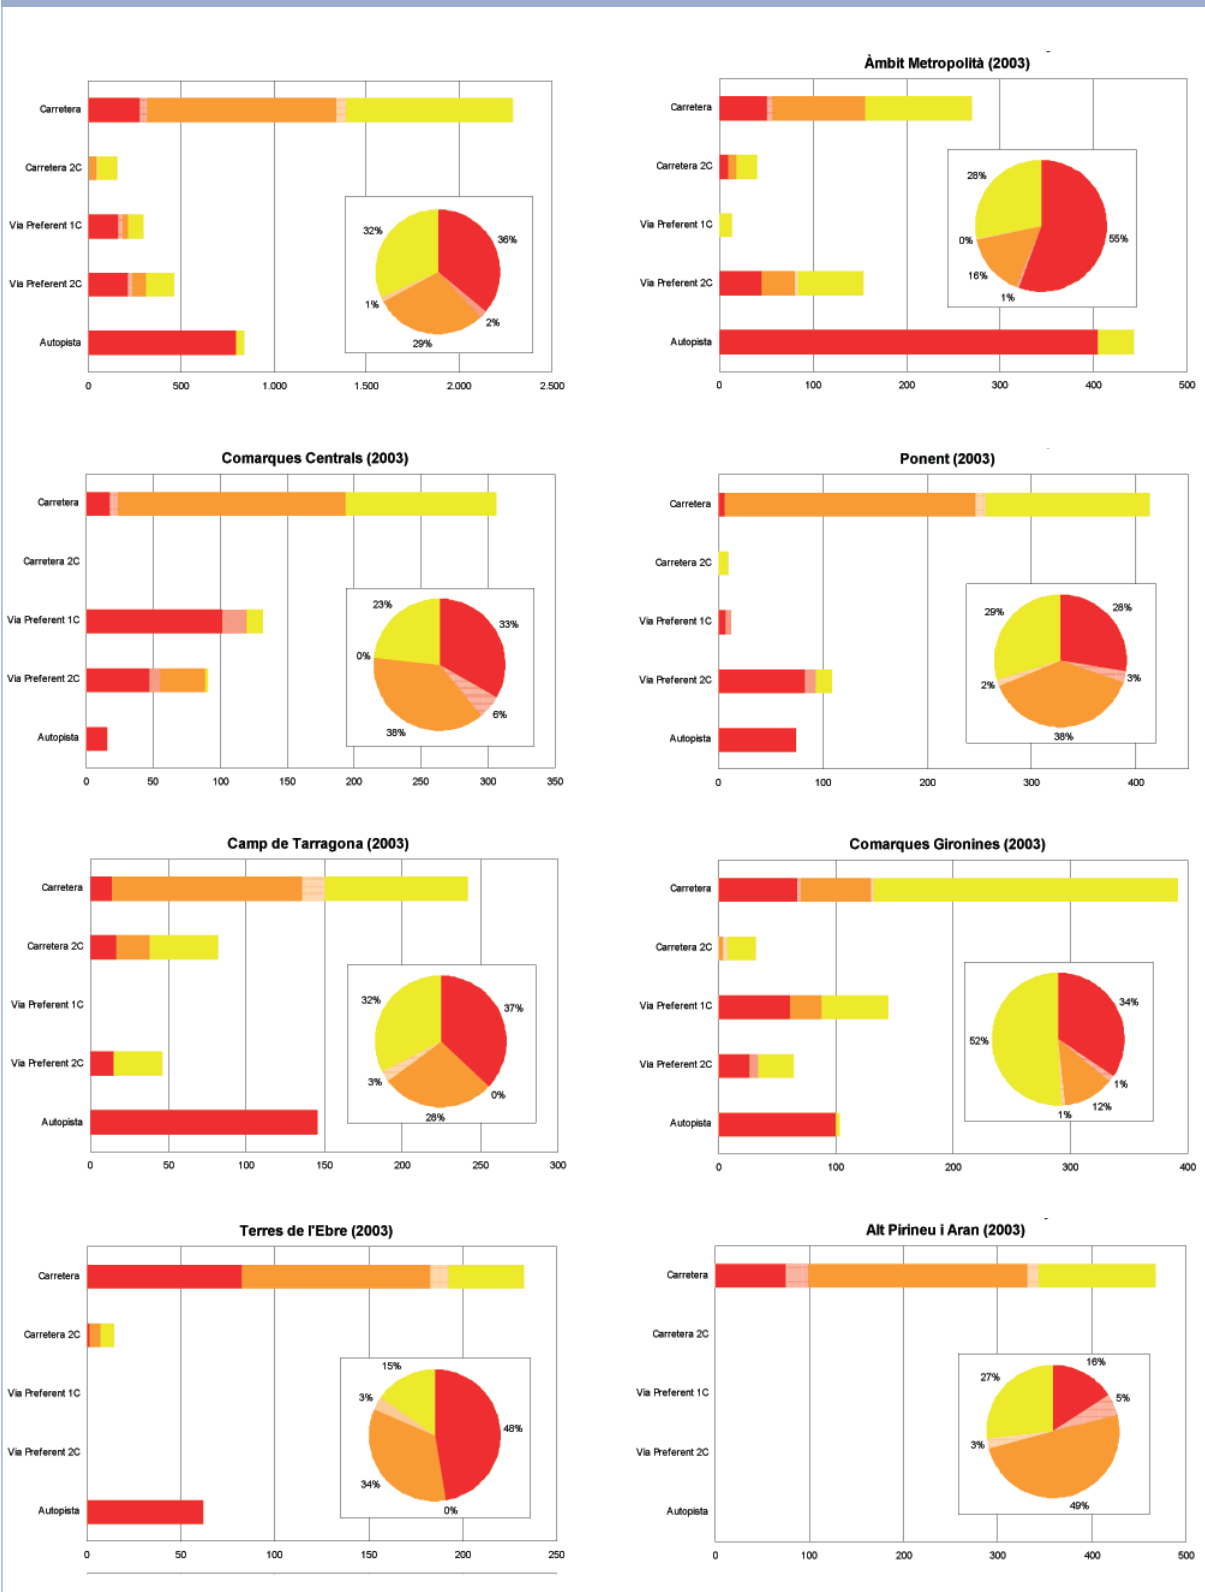 Carretera
Carretera 2C
Via Preferent 1C
Via Preferent 2C
Autopista
0 500 1.000 1.500 2.000 2.500
32% 36% 1% 2% 29%
Àmbit Metropolità (2003)
Carretera
Carretera 2C
Via Preferent 1C
Via Preferent 2C
Autopista
0 100 200 300 400 500
28% 0% 55% 16% 1%
Comarques Centrals (2003)
Carretera
Carretera 2C
Via Preferent 1C
Via Preferent 2C
Autopista
0 50 100 150 200 250 300 350
23% 33% 0% 6% 38%
Ponent (2003)
Carretera
Carretera 2C
Via Preferent 1C
Via Preferent 2C
Autopista
0 100 200 300 400
29% 28% 3% 2% 38%
Camp de Tarragona (2003)
Carretera
Carretera 2C
Via Preferent 1C
Via Preferent 2C
Autopista
0 50 100 150 200 250 300
32% 37% 3% 0% 28%
Comarques Gironines (2003)
Carretera
Carretera 2C
Via Preferent 1C
Via Preferent 2C
Autopista
0 100 200 300 400
34% 52% 1% 12% 1%
Terres de l'Ebre (2003)
Carretera
Carretera 2C
Via Preferent 1C
Via Preferent 2C
Autopista
0 50 100 150 200 250
15% 3% 48% 34% 0%
Alt Pirineu i Aran (2003)
Carretera
Carretera 2C
Via Preferent 1C
Via Preferent 2C
Autopista
0 100 200 300 400 500
16% 27% 5% 3% 49%